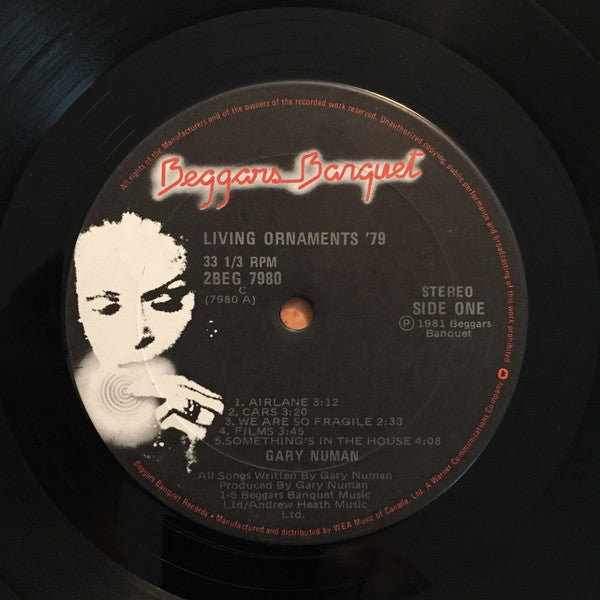 All rights of the Manufacturers and of the owners of the recorded work reserved. Unauthorized copying, public performance and broadcasting of this work prohibited.
Beggars Banquet
LIVING ORNAMENTS '79
33 1/3 RPM
2BEG 7980
C
(7980 A)
STEREO
SIDE ONE
Ⓟ 1981 Beggars
Banquet
1. AIRLANE 3:12
2. CARS 3:20
3. WE ARE SO FRAGILE 2:33
4. FILMS 3:45
5.SOMETHING'S IN THE HOUSE 4:08
GARY NUMAN
All Songs Written By Gary Numan
Produced By Gary Numan
1-5 Beggars Banquet Music
Ltd/Andrew Heath Music
Ltd.
Beggars Banquet Records • Manufactured and distributed by WEA Music of Canada, Ltd. A Warner Communications Company